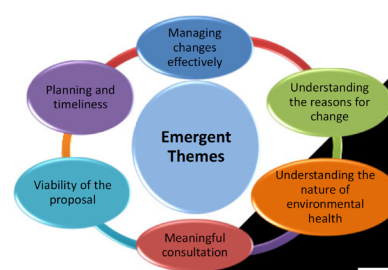 Managing
changes
effectively
Understanding
the reasons for
change
Understanding the
nature of
environmental
health
Meaningful
consultation
Viability of the
proposal
Planning and
timeliness
Emergent
Themes